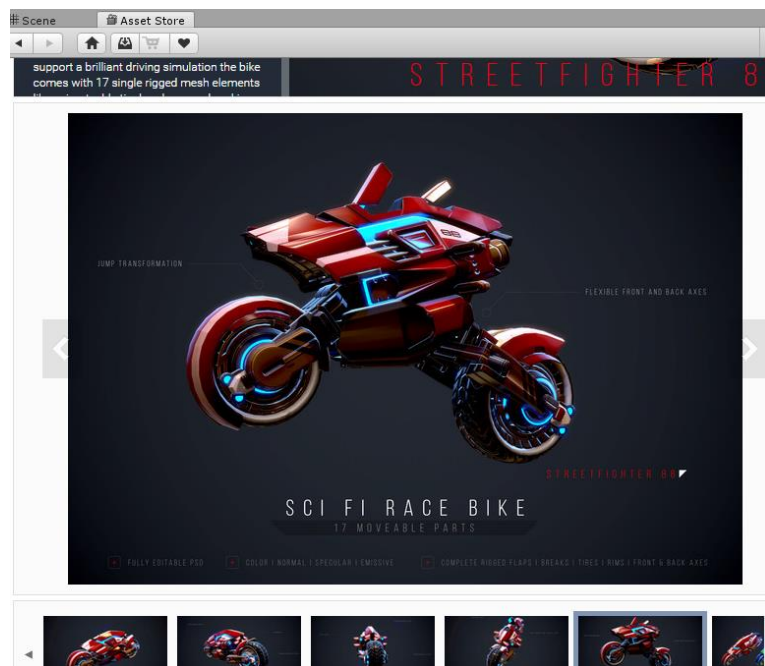 Scene
Asset Store
support a brilliant driving simulation the bike
comes with 17 single rigged mesh elements
STREETFIGHTER 8
88
JUMP TRANSFORMATION
FLEXIBLE FRONT AND BACK AXES
STREETFIGHTER 88
SCI FI RACE BIKE
17 MOVEABLE PARTS
FULLY EDITABLE PSD
COLOR | NORMAL | SPECULAR | EMISSIVE
COMPLETE RIGGED FLAPS | BREAKS | TIRES | RIMS | FRONT & BACK AXES